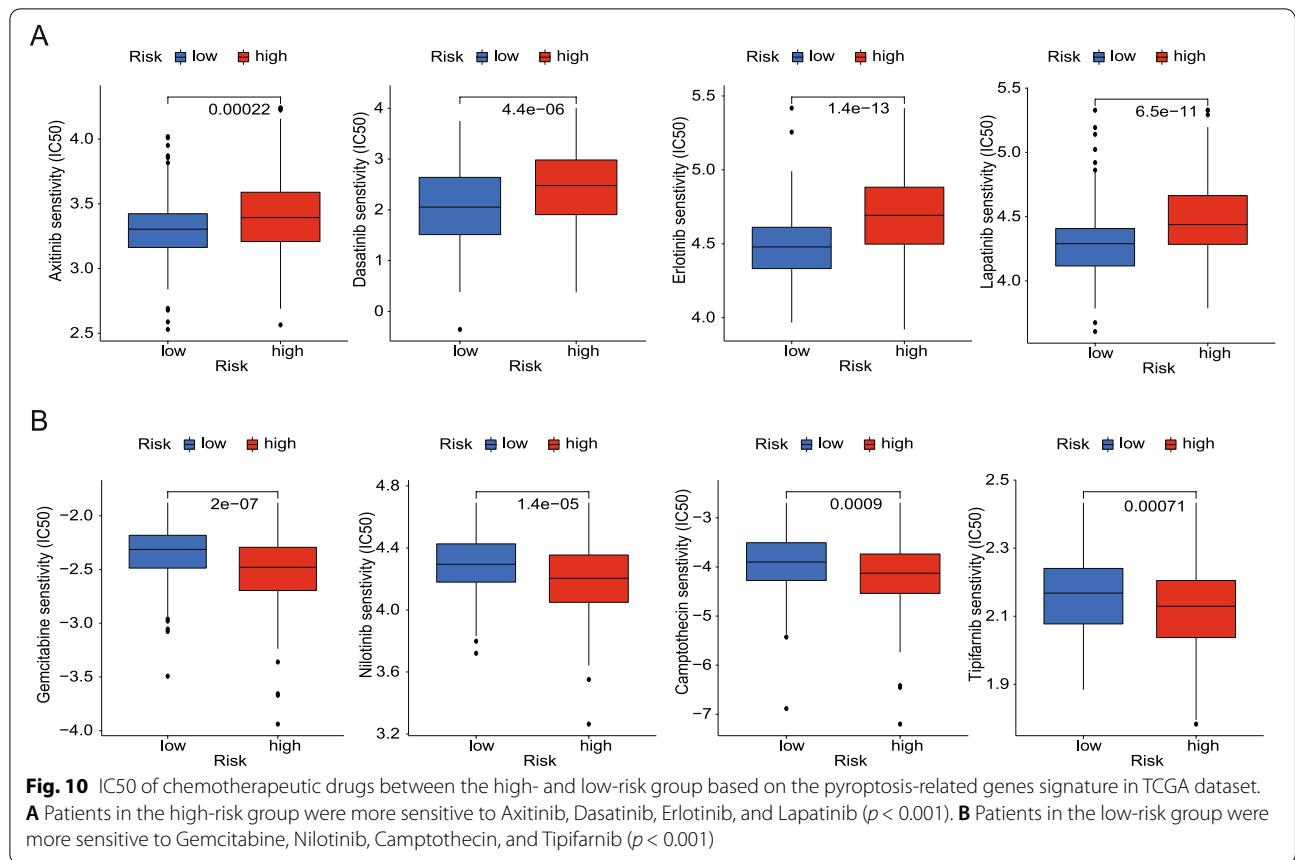 A
Risk low high
Risk low high
Risk low high
Risk low high
Axitinib senstivity (IC50)
4.0
3.5
3.0
2.5
0.00022
low high
Risk
Dasatinib senstivity (IC50)
4
3
2
1
0
4.4e−06
low high
Risk
Erlotinib senstivity (IC50)
5.5
5.0
4.5
4.0
1.4e−13
low high
Risk
Lapatinib senstivity (IC50)
5.5
5.0
4.5
4.0
6.5e−11
low high
Risk
B
Risk low high
Risk low high
Risk low high
Risk low high
Gemcitabine senstivity (IC50)
−2.0
−2.5
−3.0
−3.5
−4.0
2e−07
low high
Risk
Nilotinib senstivity (IC50)
4.8
4.4
4.0
3.6
3.2
1.4e−05
low high
Risk
Camptothecin senstivity (IC50)
−3
−4
−5
−6
−7
0.0009
low high
Risk
Tipifarnib senstivity (IC50)
2.5
2.3
2.1
1.9
0.00071
low high
Risk
Fig. 10 IC50 of chemotherapeutic drugs between the high- and low-risk group based on the pyroptosis-related genes signature in TCGA dataset.
A Patients in the high-risk group were more sensitive to Axitinib, Dasatinib, Erlotinib, and Lapatinib (p < 0.001). B Patients in the low-risk group were
more sensitive to Gemcitabine, Nilotinib, Camptothecin, and Tipifarnib (p < 0.001)